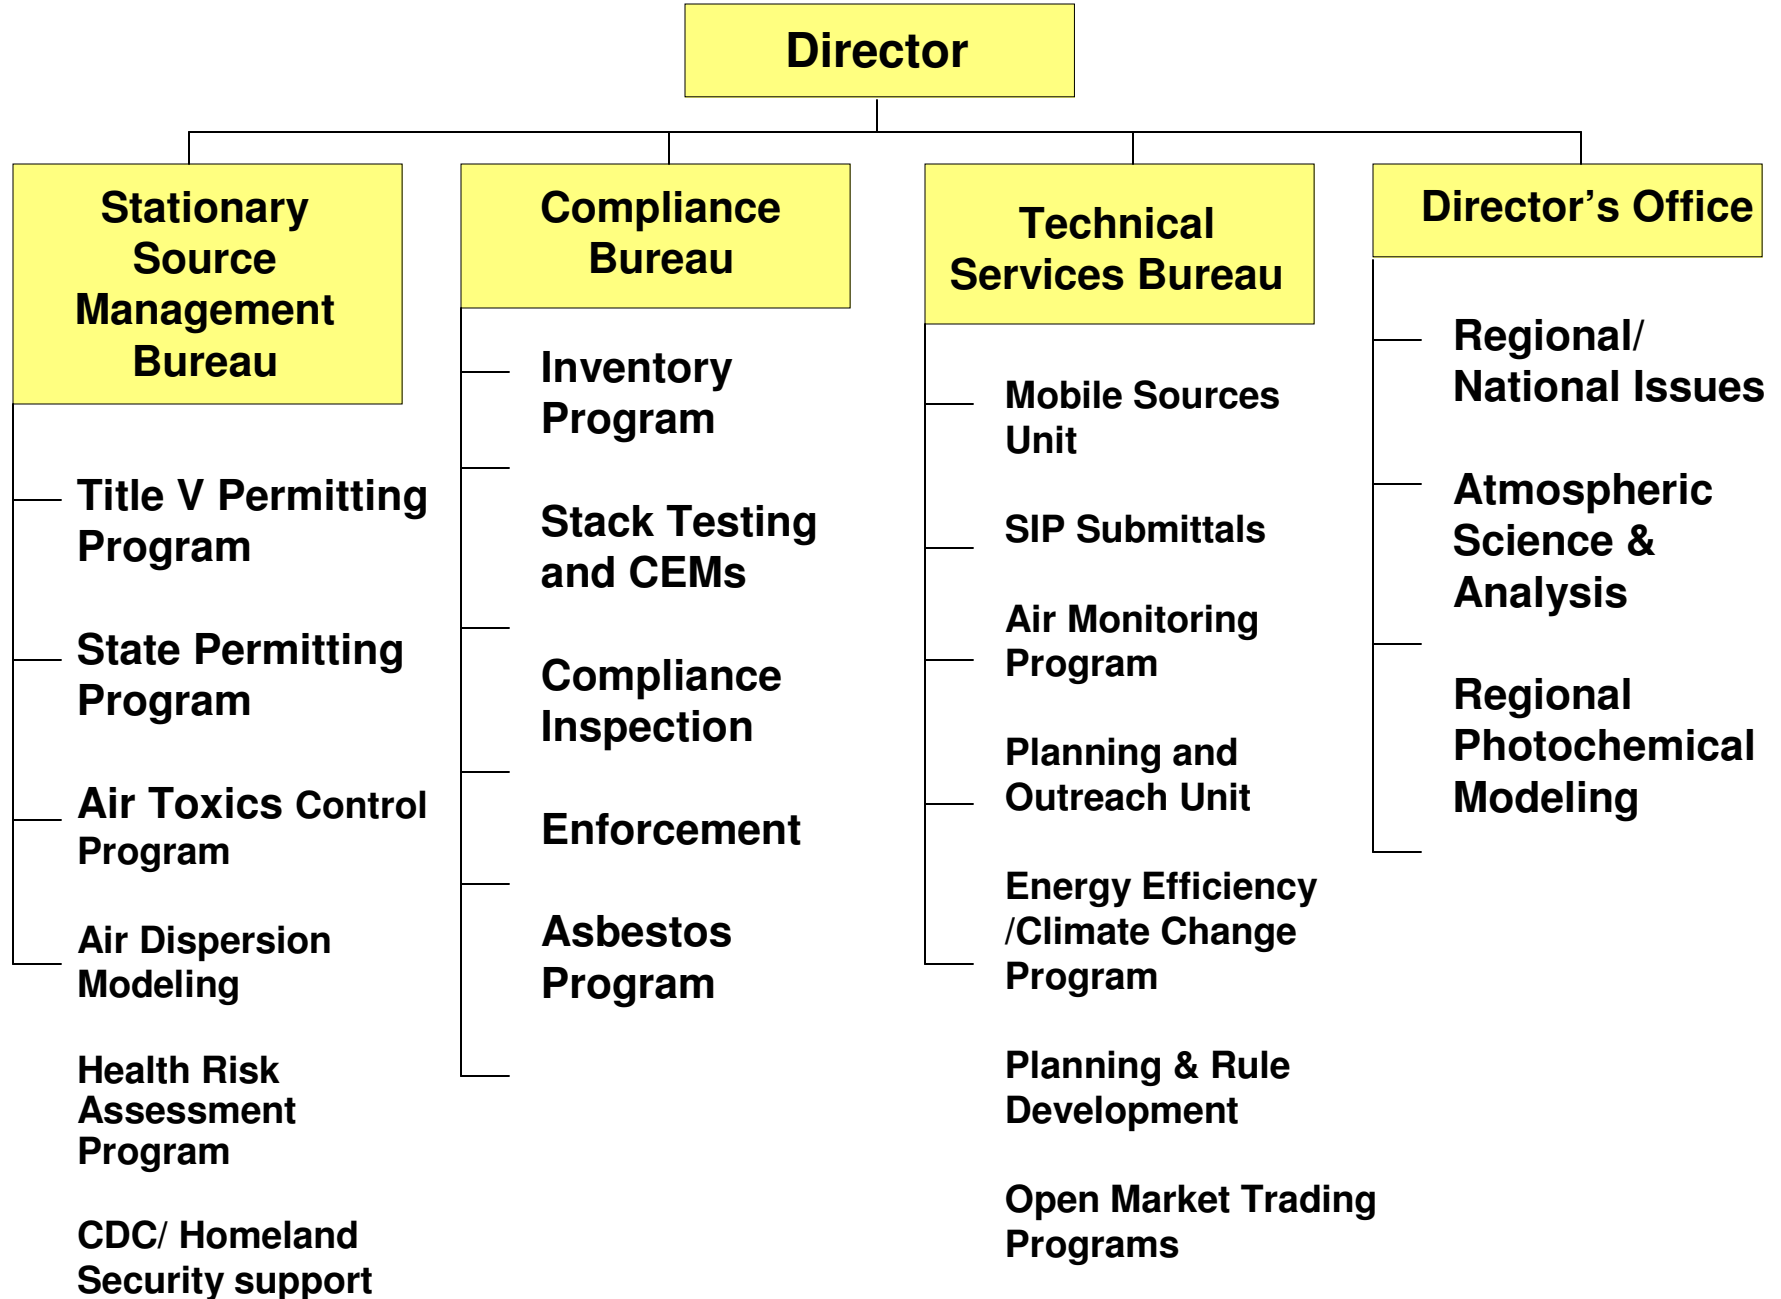 Director
Stationary
Source
Management
Bureau
Title V Permitting
Program
State Permitting
Program
Air Toxics Control
Program
Air Dispersion
Modeling
Health Risk
Assessment
Program
CDC/ Homeland
Security support
Compliance
Bureau
Inventory
Program
Stack Testing
and CEMs
Compliance
Inspection
Enforcement
Asbestos
Program
Technical
Services Bureau
Mobile Sources
Unit
SIP Submittals
Air Monitoring
Program
Planning and
Outreach Unit
Energy Efficiency
/Climate Change
Program
Planning & Rule
Development
Open Market Trading
Programs
Director’s Office
Regional/
National Issues
Atmospheric
Science &
Analysis
Regional
Photochemical
Modeling